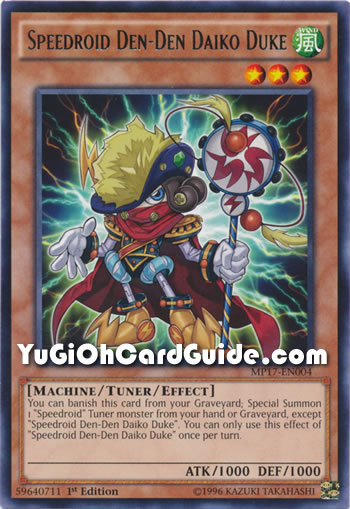 SPEEDROID DEN-DEN DAIKO DUKE
WIND
風
YuGiOhCardGuide.com
MP17-EN004
[MACHINE/TUNER/EFFECT]
You can banish this card from your Graveyard; Special Summon
1 "Speedroid" Tuner monster from your hand or Graveyard, except
"Speedroid Den-Den Daiko Duke". You can only use this effect of
"Speedroid Den-Den Daiko Duke" once per turn.
ATK/1000 DEF/1000
59640711 1st Edition ©1996 KAZUKI TAKAHASHI